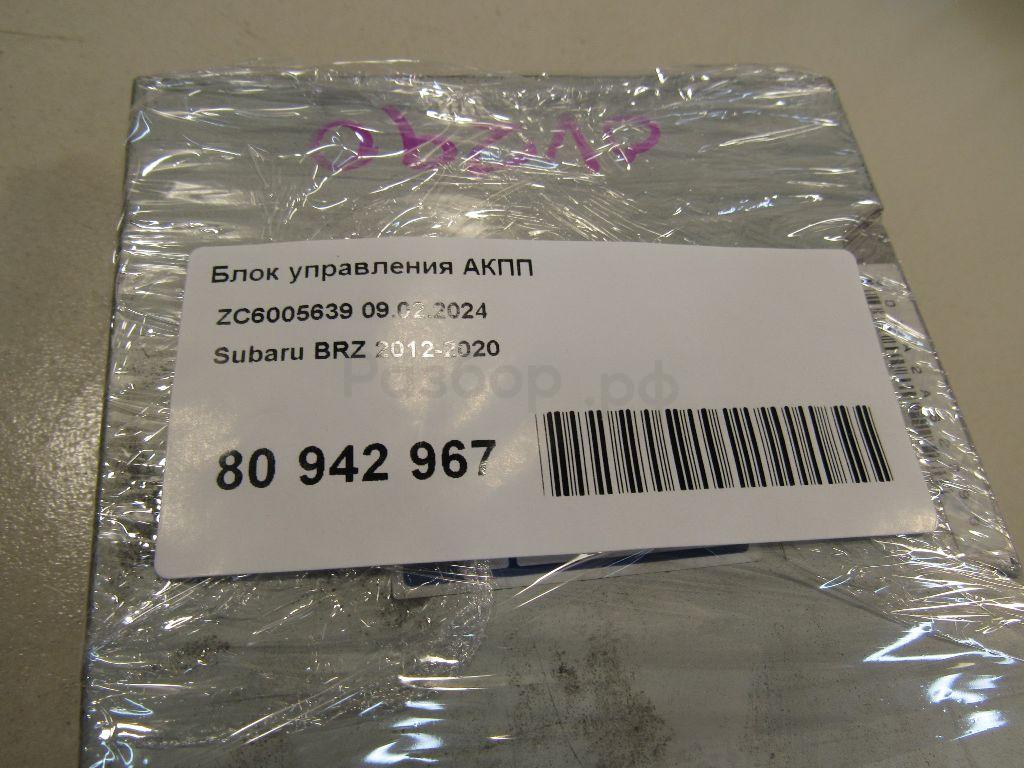 Блок управления АКПП
ZC6005639 09.02.2024
Subaru BRZ 2012-2020
Разбор.рф
80 942 967